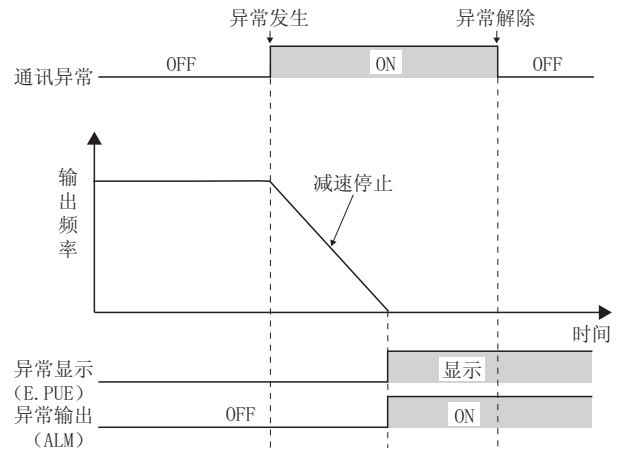 异常发生
异常解除
通讯异常
OFF
ON
OFF
输出频率
减速停止
时间
异常显示
(E.PUE)
显示
异常输出
(ALM)
OFF
ON